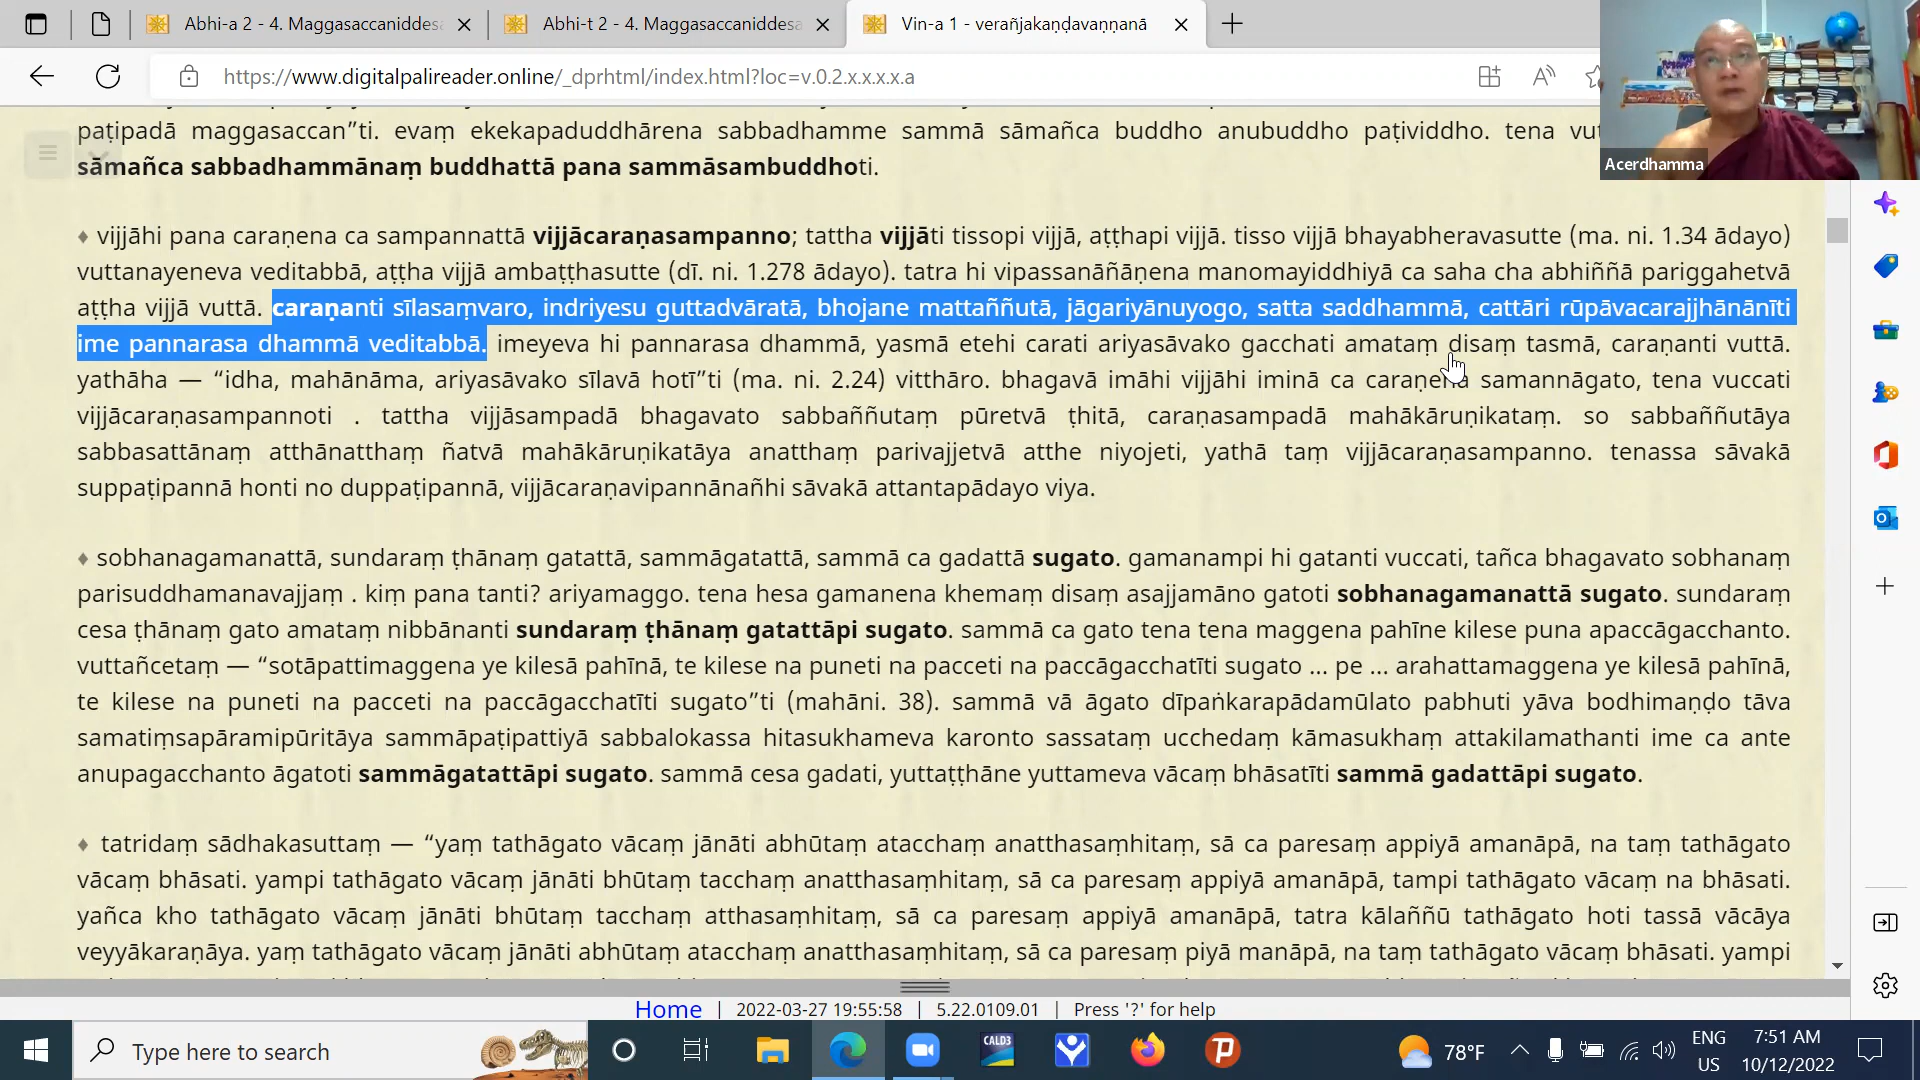 Abhi-a 2 - 4. Maggasaccanidde
Abhi-t 2 - 4. Maggasaccaniddesa
Vin-a 1 - verañjakaṇḍavaṇṇanā
https://www.digitalpalireader.online/_dprhtml/index.html?loc=v.0.2.x.x.x.x.a
paṭipadā maggasaccan”ti. evaṃ ekekapaduddhārena sabbadhamme sammā sāmañca buddho anubuddho paṭividdho. tena
sāmañca sabbadhammānaṃ buddhattā pana sammāsambuddhoti.
Acerdhamma
♦ vijjāhi pana caraṇena ca sampannattā vijjācaraṇasampanno; tattha vijjāti tissopi vijjā, aṭṭhapi vijjā. tisso vijjā bhayabheravasutte (ma. ni. 1.34 ādayo)
vuttanayeneva veditabbā, aṭṭha vijjā ambaṭṭhasutte (dī. ni. 1.278 ādayo). tatra hi vipassanāñāṇena manomayiddhiyā ca saha cha abhiññā pariggahetvā
aṭṭha vijjā vuttā. caraṇanti sīlasaṃvaro, indriyesu guttadvāratā, bhojane mattaññutā, jāgariyānuyogo, satta saddhammā, cattāri rūpāvacarajjhānānīti
ime pannarasa dhammā veditabbā. imeyeva hi pannarasa dhammā, yasmā etehi carati ariyasāvako gacchati amataṃ disaṃ tasmā, caraṇanti vuttā.
yathāha — “idha, mahānāma, ariyasāvako sīlavā hotī”ti (ma. ni. 2.24) vitthāro. bhagavā imāhi vijjāhi iminā ca caraṇena samannāgato, tena vuccati
vijjācaraṇasampannoti . tattha vijjāsampadā bhagavato sabbaññutaṃ pūretvā ṭhitā, caraṇasampadā mahākāruṇikataṃ. so sabbaññutāya
sabbasattānaṃ atthānatthaṃ ñatvā mahākāruṇikatāya anatthaṃ parivajjetvā atthe niyojeti, yathā taṃ vijjācaraṇasampanno. tenassa sāvakā
suppaṭipannā honti no duppaṭipannā, vijjācaraṇavipannānañhi sāvakā attantapādayo viya.
♦ sobhanagamanattā, sundaraṃ ṭhānaṃ gatattā, sammāgatattā, sammā ca gadattā sugato. gamanampi hi gatanti vuccati, tañca bhagavato sobhanaṃ
parisuddhamanavajjaṃ . kiṃ pana tanti? ariyamaggo. tena hesa gamanena khemaṃ disaṃ asajjamāno gatoti sobhanagamanattā sugato. sundaraṃ
cesa ṭhānaṃ gato amataṃ nibbānanti sundaraṃ ṭhānaṃ gatattāpi sugato. sammā ca gato tena tena maggena pahīne kilese puna apaccāgacchanto.
vuttañcetaṃ — “sotāpattimaggena ye kilesā pahīnā, te kilese na puneti na pacceti na paccāgacchatīti sugato ... pe ... arahattamaggena ye kilesā pahīnā,
te kilese na puneti na pacceti na paccāgacchatīti sugato”ti (mahāni. 38). sammā vā āgato dīpaṅkarapādamūlato pabhuti yāva bodhimaṇḍo tāva
samatiṃsapāramipūritāya sammāpaṭipattiyā sabbalokassa hitasukhameva karonto sassataṃ ucchedaṃ kāmasukhaṃ attakilamathanti ime ca ante
anupagacchanto āgatoti sammāgatattāpi sugato. sammā cesa gadati, yuttaṭṭhāne yuttameva vācaṃ bhāsatīti sammā gadattāpi sugato.
♦ tatridaṃ sādhakasuttaṃ — “yaṃ tathāgato vācaṃ jānāti abhūtaṃ atacchaṃ anatthasaṃhitaṃ, sā ca paresaṃ appiyā amanāpā, na taṃ tathāgato
vācaṃ bhāsati. yampi tathāgato vācaṃ jānāti bhūtaṃ tacchaṃ anatthasaṃhitaṃ, sā ca paresaṃ appiyā amanāpā, tampi tathāgato vācaṃ na bhāsati.
yañca kho tathāgato vācaṃ jānāti bhūtaṃ tacchaṃ atthasaṃhitaṃ, sā ca paresaṃ appiyā amanāpā, tatra kālaññū tathāgato hoti tassā vācāya
veyyākaraṇāya. yaṃ tathāgato vācaṃ jānāti abhūtaṃ atacchaṃ anatthasaṃhitaṃ, sā ca paresaṃ piyā manāpā, na taṃ tathāgato vācaṃ bhāsati. yampi
Home | 2022-03-27 19:55:58 | 5.22.0109.01 | Press '?' for help
Type here to search
CALD3
78°F
ENG
US
7:51 AM
10/12/2022